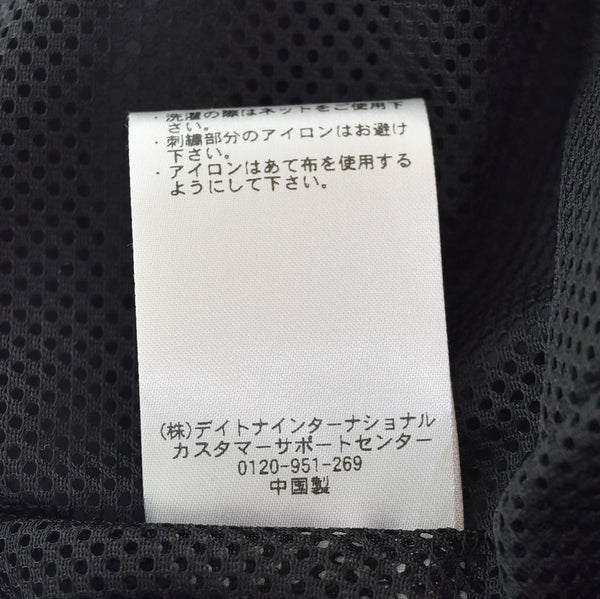 ・洗濯の際はネットをご使用下
さい。
・刺繍部分のアイロンはお避け
下さい。
・アイロンはあて布を使用する
ようにして下さい。
(株)デイトナインターナショナル
カスタマーサポートセンター
0120-951-269
中国製